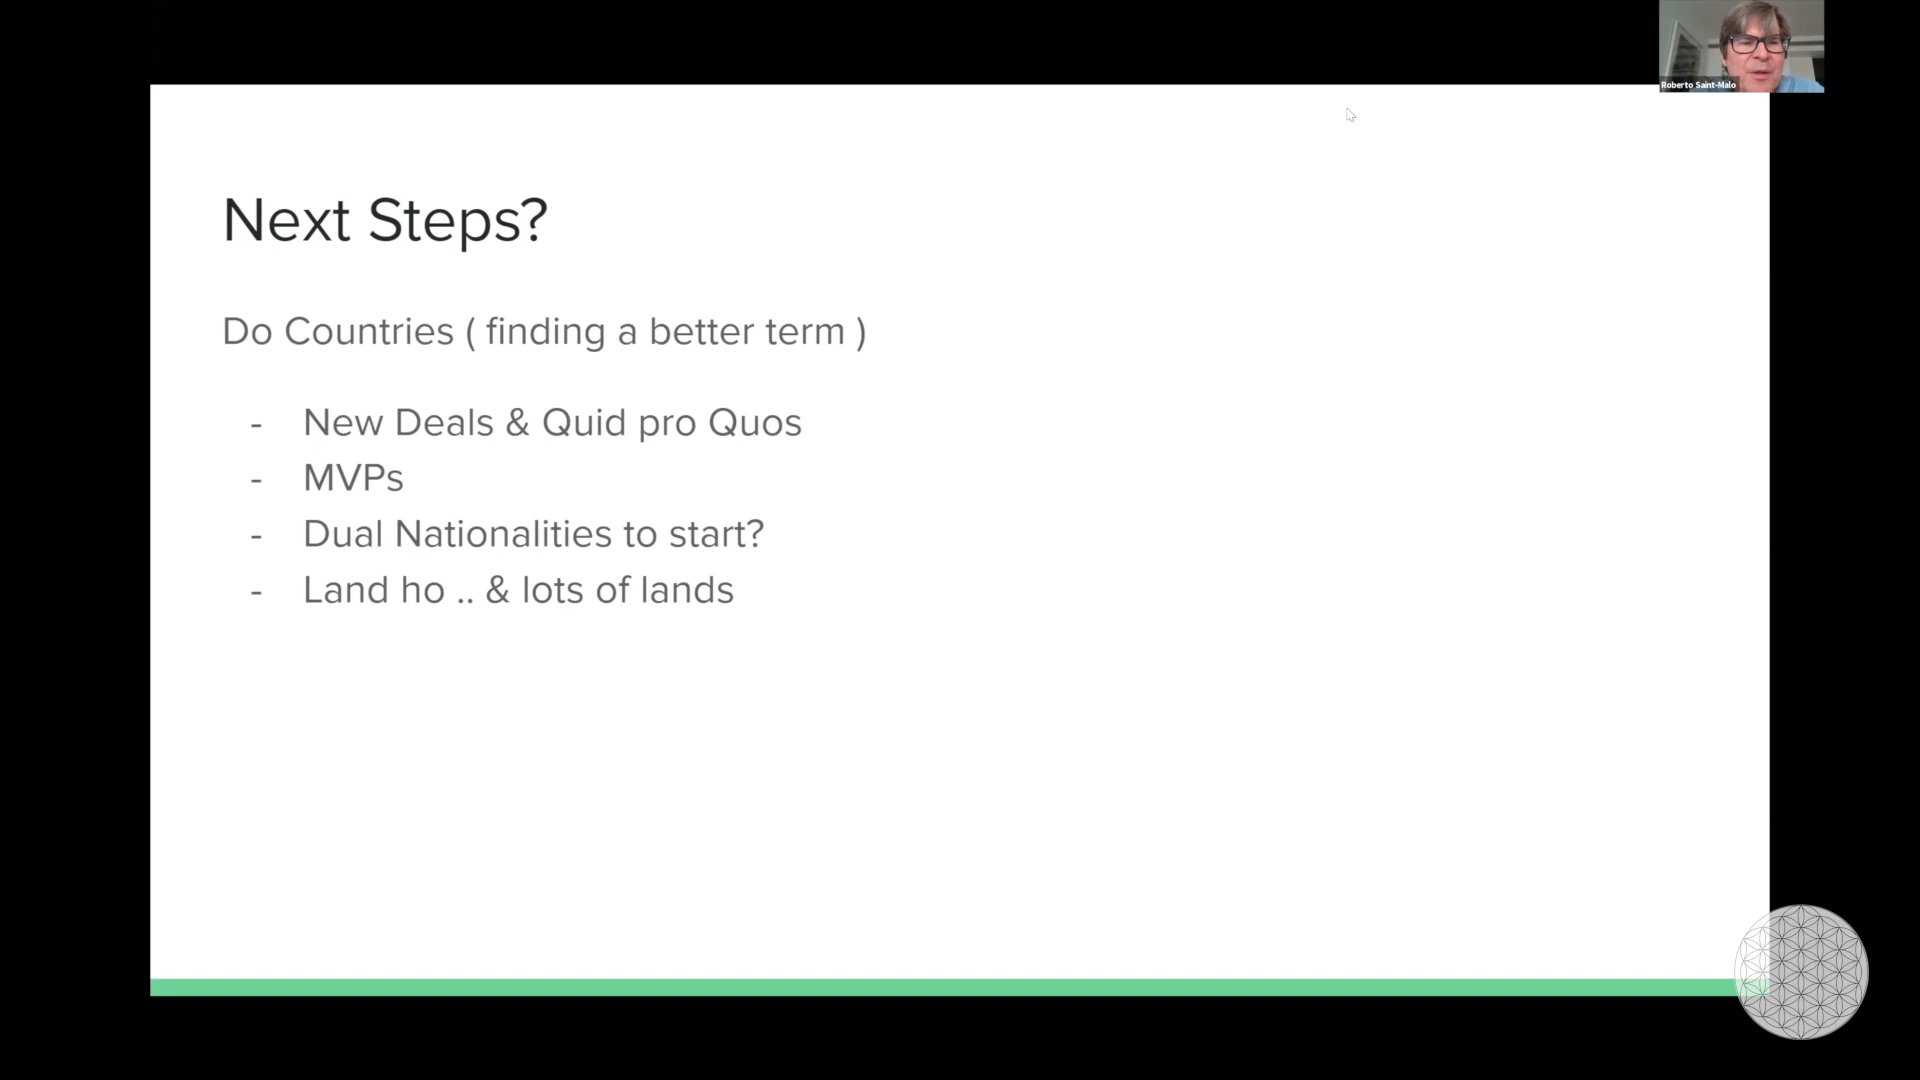 Roberto Saint-Malo
Next Steps?
Do Countries ( finding a better term )
- New Deals & Quid pro Quos
- MVPs
- Dual Nationalities to start?
- Land ho .. & lots of lands